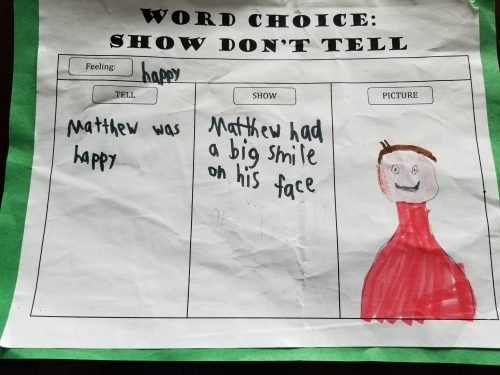 WORD CHOICE:
SHOW DON'T TELL
Feeling: happy
TELL
Matthew was
happy
SHOW
Matthew had
a big smile
on his face
PICTURE